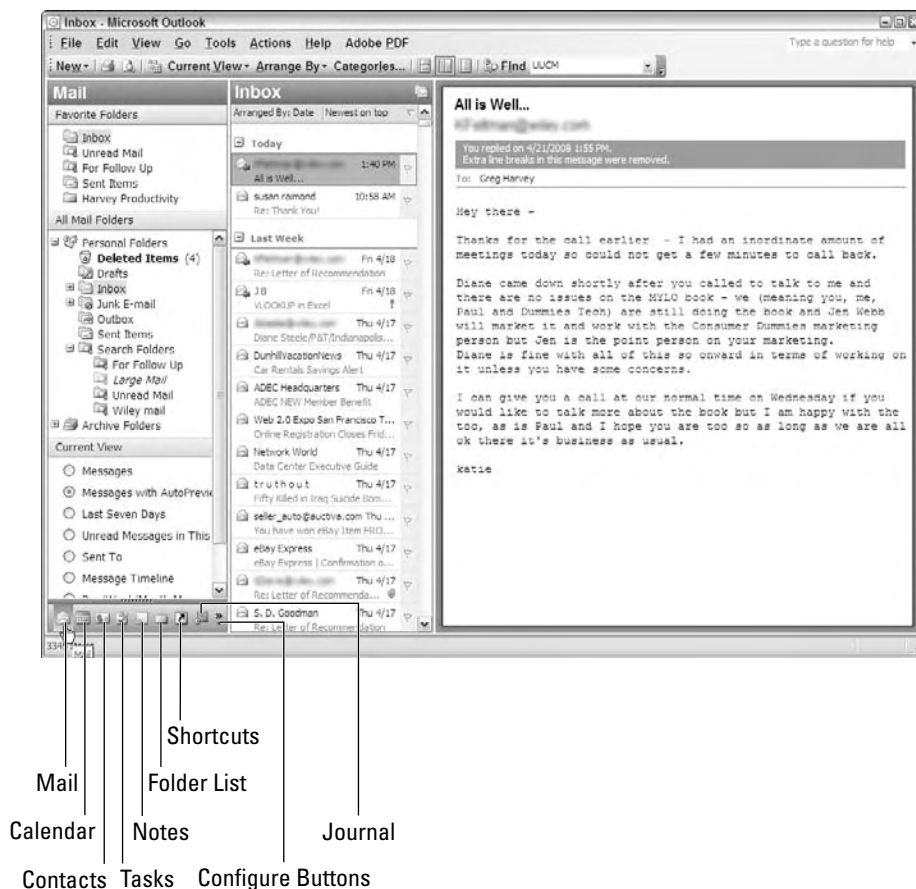 Inbox - Microsoft Outlook
File Edit View Go Tools Actions Help Adobe PDF
Type a question for help
New Current View Arrange By Categories... Find UUCM
Mail
Favorite Folders
Inbox
Unread Mail
For Follow Up
Sent Items
Harvey Productivity
All Mail Folders
Personal Folders
Deleted Items (4)
Drafts
Inbox
Junk E-mail
Outbox
Sent Items
Search Folders
For Follow Up
Large Mail
Unread Mail
Wiley mail
Archive Folders
Current View
Messages
Messages with AutoPrevie
Last Seven Days
Unread Messages in This
Sent To
Message Timeline
Inbox
Arranged By: Date Newest on top
Today
1:40 PM
All is Well...
susan raimond 10:58 AM
Re: Thank You!
Last Week
Fri 4/18
Re: Letter of Recommendation
JB Fri 4/18
VLOOKUP in Excel
Thu 4/17
Diane Steele/P&T/Indianapolis...
DunhillVacationNews Thu 4/17
Car Rentals Savings Alert
ADEC Headquarters Thu 4/17
ADEC NEW Member Benefit
Web 2.0 Expo San Francisco T...
Online Registration Closes Frid...
Network World Thu 4/17
Data Center Executive Guide
truthout Thu 4/17
Fifty Killed in Iraq Suicide Bom...
seller_auto@auctiva.com Thu ...
You have won eBay Item FRO...
eBay Express Thu 4/17
eBay Express | Confirmation o...
Thu 4/17
Re: Letter of Recommenda...
S. D. Goodman Thu 4/17
Re: Letter of Recommendation
All is Well...
You replied on 4/21/2008 1:55 PM.
Extra line breaks in this message were removed.
To: Greg Harvey
Hey there -
Thanks for the call earlier - I had an inordinate amount of
meetings today so could not get a few minutes to call back.
Diane came down shortly after you called to talk to me and
there are no issues on the MYLO book - we (meaning you, me,
Paul and Dummies Tech) are still doing the book and Jen Webb
will market it and work with the Consumer Dummies marketing
person but Jen is the point person on your marketing.
Diane is fine with all of this so onward in terms of working on
it unless you have some concerns.
I can give you a call at our normal time on Wednesday if you
would like to talk more about the book but I am happy with the
too, as is Paul and I hope you are too so as long as we are all
ok there it's business as usual.
katie
Mail
Shortcuts
Mail Folder List
Calendar Notes Journal
Contacts Tasks Configure Buttons